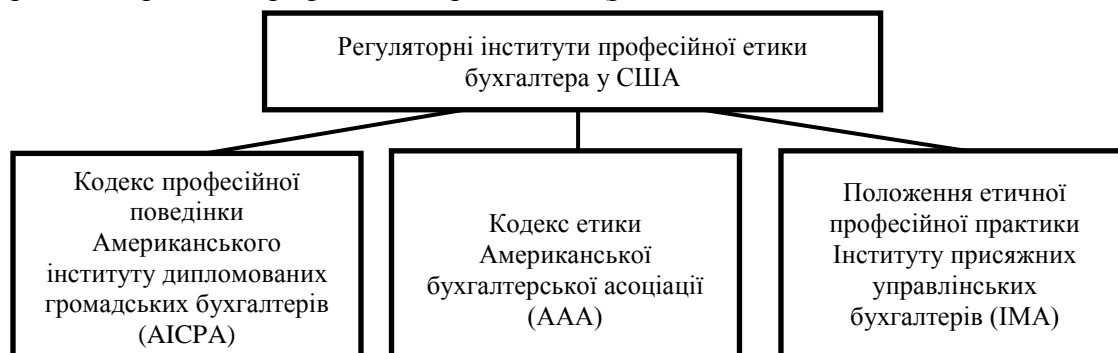 Регуляторні інститути професійної етики
бухгалтера у США
Кодекс професійної
поведінки
Американського
інституту дипломованих
громадських бухгалтерів
(AICPA)
Кодекс етики
Американської
бухгалтерської асоціації
(AAA)
Положення етичної
професійної практики
Інституту присяжних
управлінських
бухгалтерів (IMA)